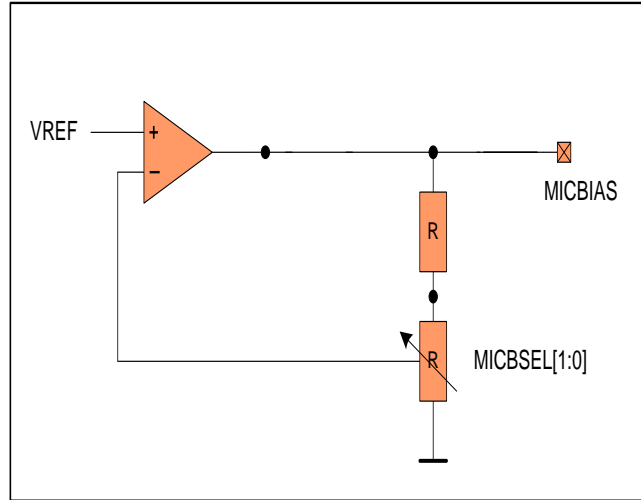 VREF
+
−
MICBIAS
R
R
MICBSEL[1:0]